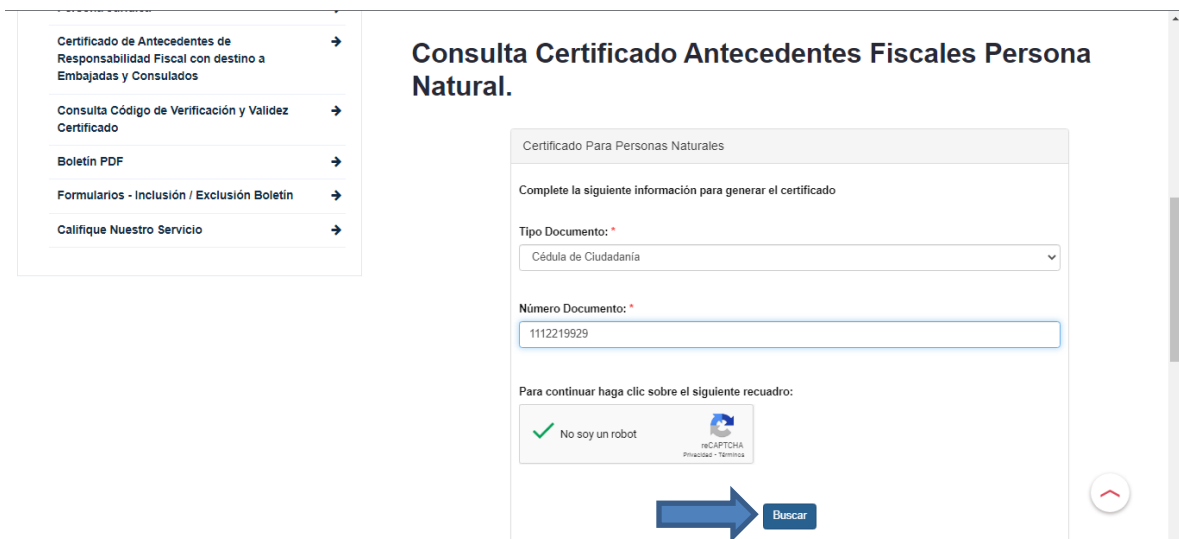 Certificado de Antecedentes de
Responsabilidad Fiscal con destino a
Embajadas y Consulados
Consulta Código de Verificación y Validez
Certificado
Boletín PDF
Formularios - Inclusión / Exclusión Boletín
Califique Nuestro Servicio
Consulta Certificado Antecedentes Fiscales Persona
Natural.
Certificado Para Personas Naturales
Complete la siguiente información para generar el certificado
Tipo Documento: *
Cédula de Ciudadanía
Número Documento: *
1112219929
Para continuar haga clic sobre el siguiente recuadro:
No soy un robot
reCAPTCHA
Privacidad - Términos
Buscar